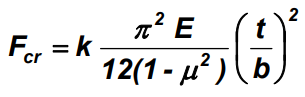 F_cr = k π² E / 12(1 - μ²) (t / b)²